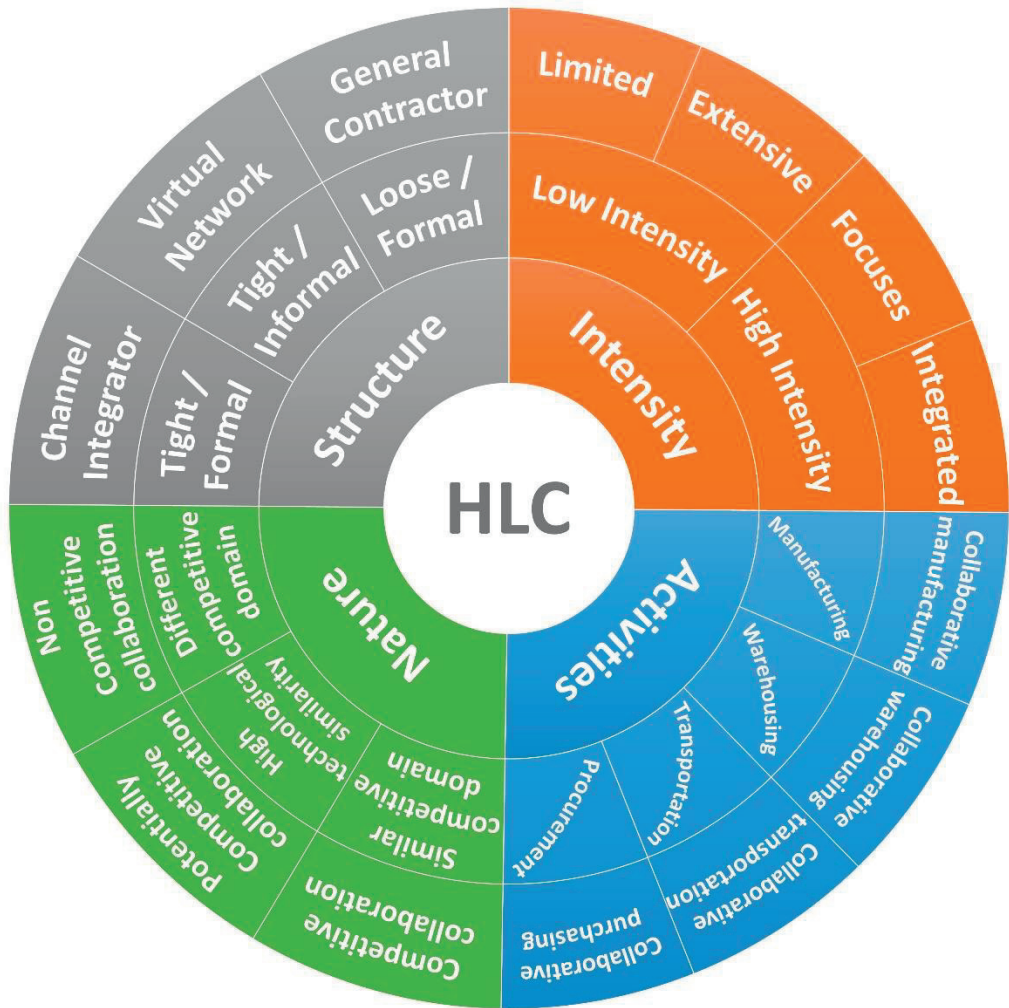 HLC
Structure
Intensity
Activities
Nature
General
Contractor
Loose /
Formal
Virtual
Network
Tight /
Informal
Channel
Integrator
Tight /
Formal
Limited
Extensive
Low Intensity
Focuses
Integrated
High Intensity
Manufacturing
Collaborative
manufacturing
Warehousing
Collaborative
warehousing
Transportation
Collaborative
transportation
Procurement
Collaborative
purchasing
Similar
competitive
domain
Competitive
collaboration
High
technological
similarity
Potentially
Competitive
collaboration
Different
competitive
domain
Non
Competitive
collaboration